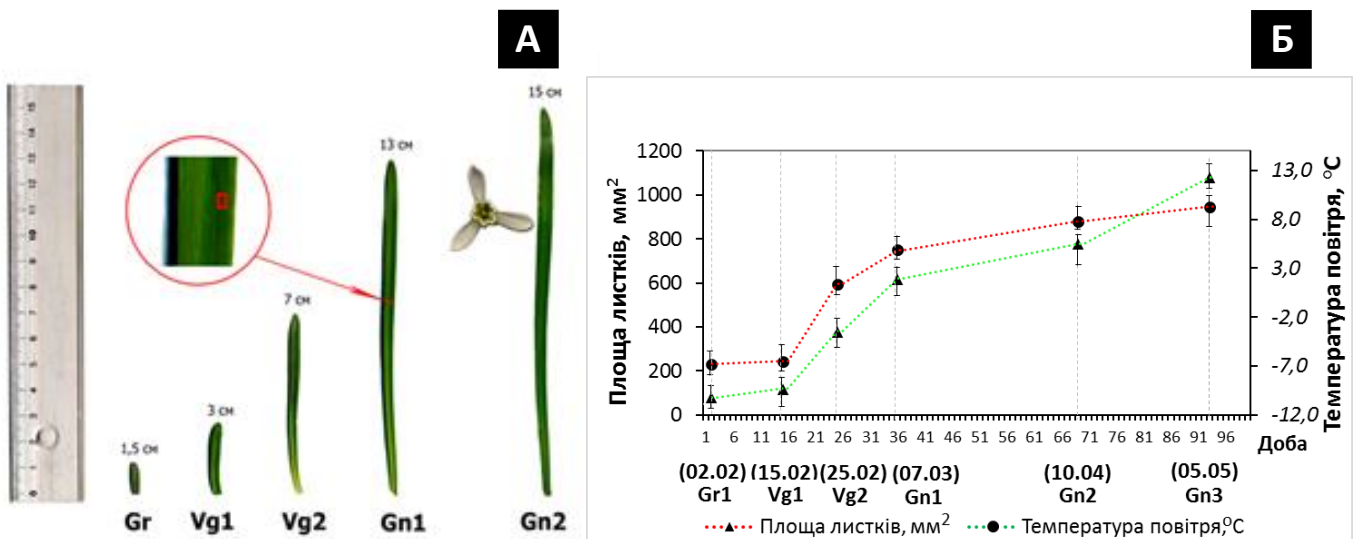 А
15 см
13 см
7 см
3 см
1,5 см
Gr
Vg1
Vg2
Gn1
Gn2
Б
Площа листків, мм²
1200
1000
800
600
400
200
0
13,0
8,0
3,0
-2,0
-7,0
-12,0
Температура повітря, °С
1 6 11 16 21 26 31 36 41 46 51 56 61 66 71 76 81 86 91 96
Доба
(02.02) (15.02) (25.02) (07.03) (10.04) (05.05)
Gr1 Vg1 Vg2 Gn1 Gn2 Gn3
Площа листків, мм² Температура повітря,°С